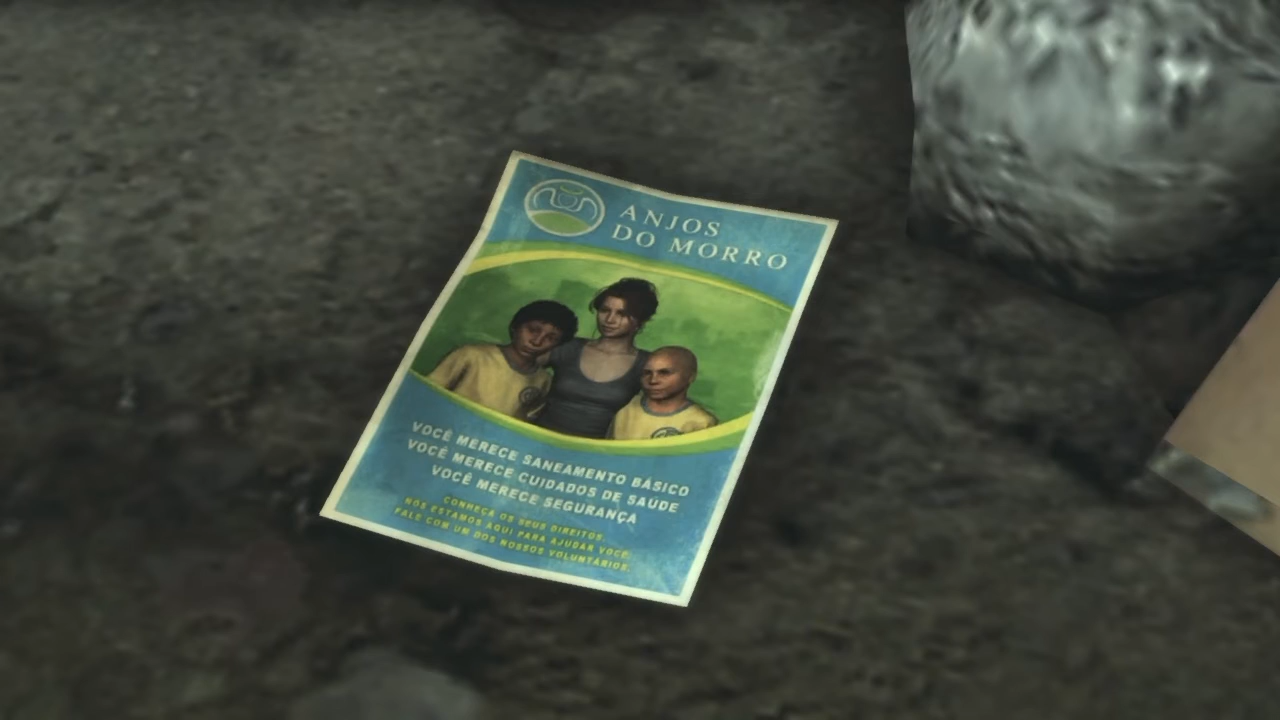 ANJOS
DO MORRO
VOCÊ MERECE SANEAMENTO BÁSICO
VOCÊ MERECE CUIDADOS DE SAÚDE
VOCÊ MERECE SEGURANÇA
CONHEÇA OS SEUS DIREITOS.
NÓS ESTAMOS AQUI PARA AJUDAR VOCÊ.
FALE COM UM DOS NOSSOS VOLUNTÁRIOS.